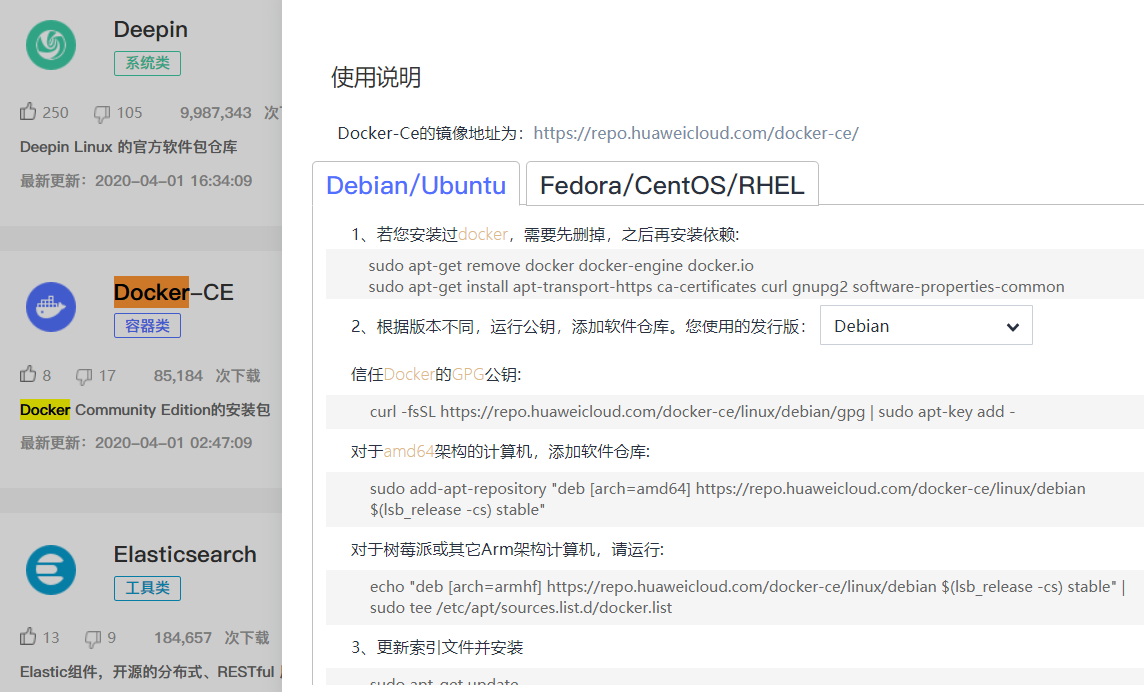 Deepin
系统类
250
105
9,987,343 次
Deepin Linux 的官方软件包仓库
最新更新：2020-04-01 16:34:09
Docker-CE
容器类
8
17
85,184 次下载
Docker Community Edition的安装包
最新更新：2020-04-01 02:47:09
Elasticsearch
工具类
13
9
184,657 次下载
Elastic组件，开源的分布式、RESTful
使用说明
Docker-Ce的镜像地址为：https://repo.huaweicloud.com/docker-ce/
Debian/Ubuntu
Fedora/CentOS/RHEL
1、若您安装过docker，需要先删掉，之后再安装依赖:
sudo apt-get remove docker docker-engine docker.io
sudo apt-get install apt-transport-https ca-certificates curl gnupg2 software-properties-common
2、根据版本不同，运行公钥，添加软件仓库。您使用的发行版： Debian
信任Docker的GPG公钥:
curl -fsSL https://repo.huaweicloud.com/docker-ce/linux/debian/gpg | sudo apt-key add -
对于amd64架构的计算机，添加软件仓库:
sudo add-apt-repository "deb [arch=amd64] https://repo.huaweicloud.com/docker-ce/linux/debian
$(lsb_release -cs) stable"
对于树莓派或其它Arm架构计算机，请运行:
echo "deb [arch=armhf] https://repo.huaweicloud.com/docker-ce/linux/debian $(lsb_release -cs) stable" |
sudo tee /etc/apt/sources.list.d/docker.list
3、更新索引文件并安装
sudo apt-get update